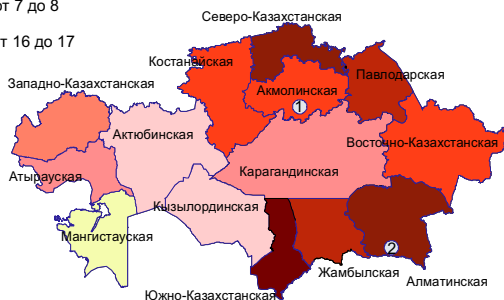 от 7 до 8
Северо-Казахстанская
т 16 до 17
Костанайская
Павлодарская
Западно-Казахстанская
Акмолинская
1
Актюбинская
Восточно-Казахстанская
Атырауская
Карагандинская
Кызылординская
Мангистауская
2
Жамбылская
Алматинская
Южно-Казахстанская